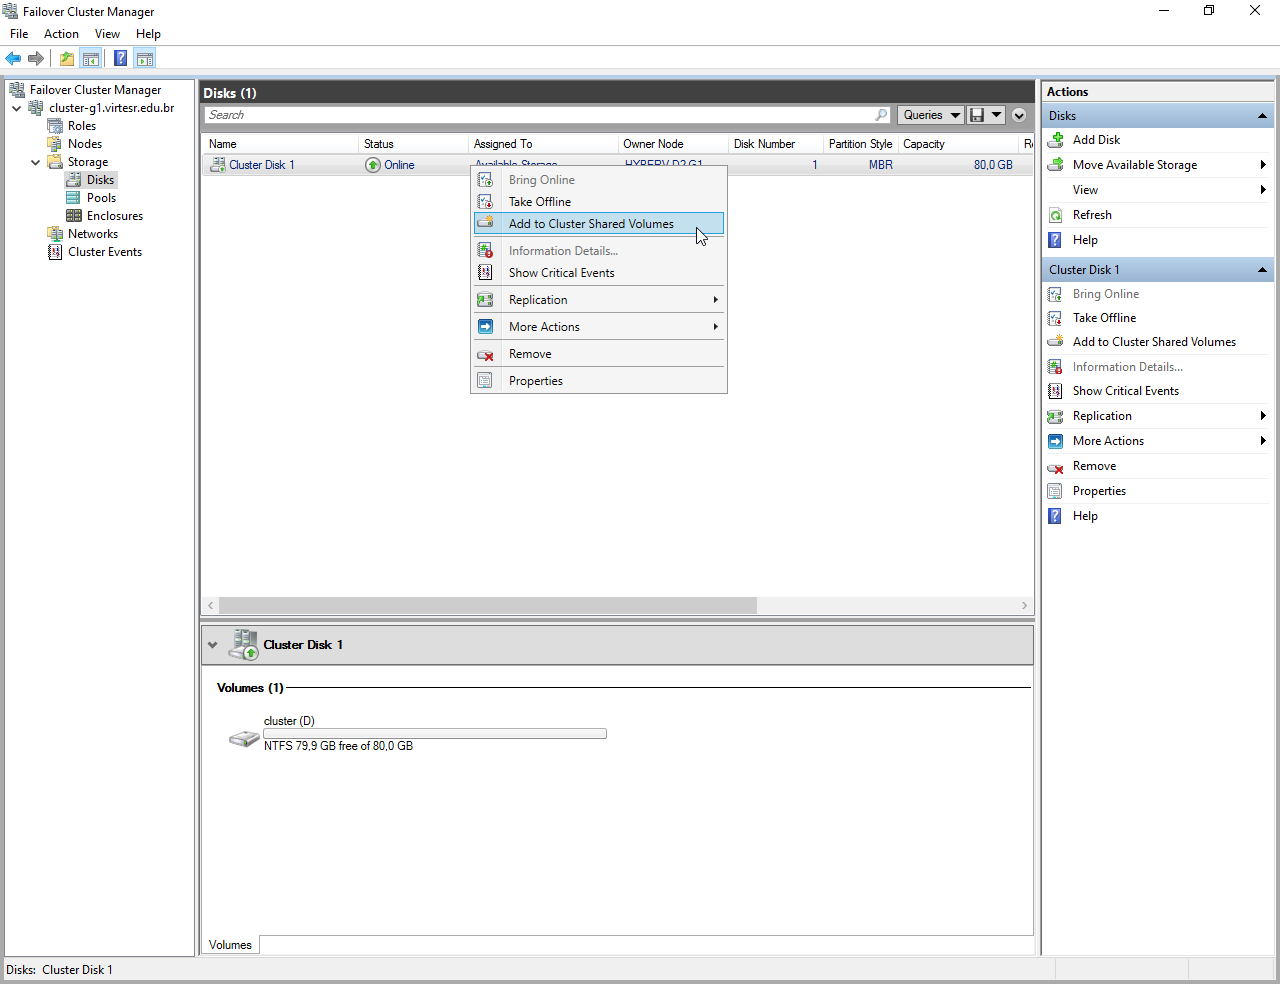 Failover Cluster Manager
File Action View Help
Failover Cluster Manager
cluster-g1.virtesr.edu.br
Roles
Nodes
Storage
Disks
Pools
Enclosures
Networks
Cluster Events
Disks (1)
Search
Queries
Name Status Assigned To Owner Node Disk Number Partition Style Capacity
Cluster Disk 1 Online Available Storage HYPERV-D2-G1 1 MBR 80,0 GB
Bring Online
Take Offline
Add to Cluster Shared Volumes
Information Details...
Show Critical Events
Replication
More Actions
Remove
Properties
Cluster Disk 1
Volumes (1)
cluster (D)
NTFS 79,9 GB free of 80,0 GB
Volumes
Actions
Disks
Add Disk
Move Available Storage
View
Refresh
Help
Cluster Disk 1
Bring Online
Take Offline
Add to Cluster Shared Volumes
Information Details...
Show Critical Events
Replication
More Actions
Remove
Properties
Help
Disks: Cluster Disk 1